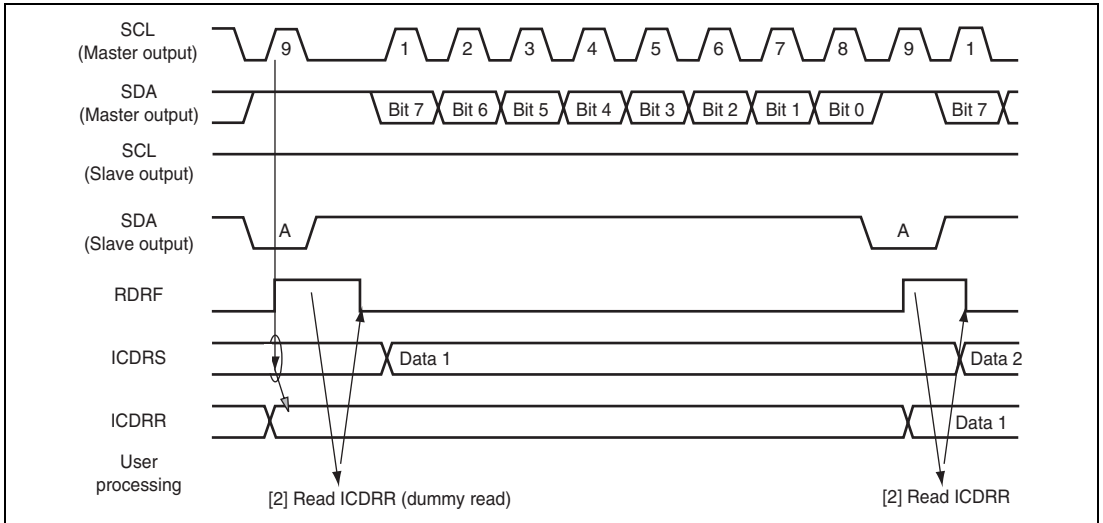 SCL
(Master output)
9 1 2 3 4 5 6 7 8 9 1
SDA
(Master output)
Bit 7 Bit 6 Bit 5 Bit 4 Bit 3 Bit 2 Bit 1 Bit 0 Bit 7
SCL
(Slave output)
SDA
(Slave output)
A A
RDRF
ICDRS
Data 1 Data 2
ICDRR
Data 1
User
processing
[2] Read ICDRR (dummy read) [2] Read ICDRR